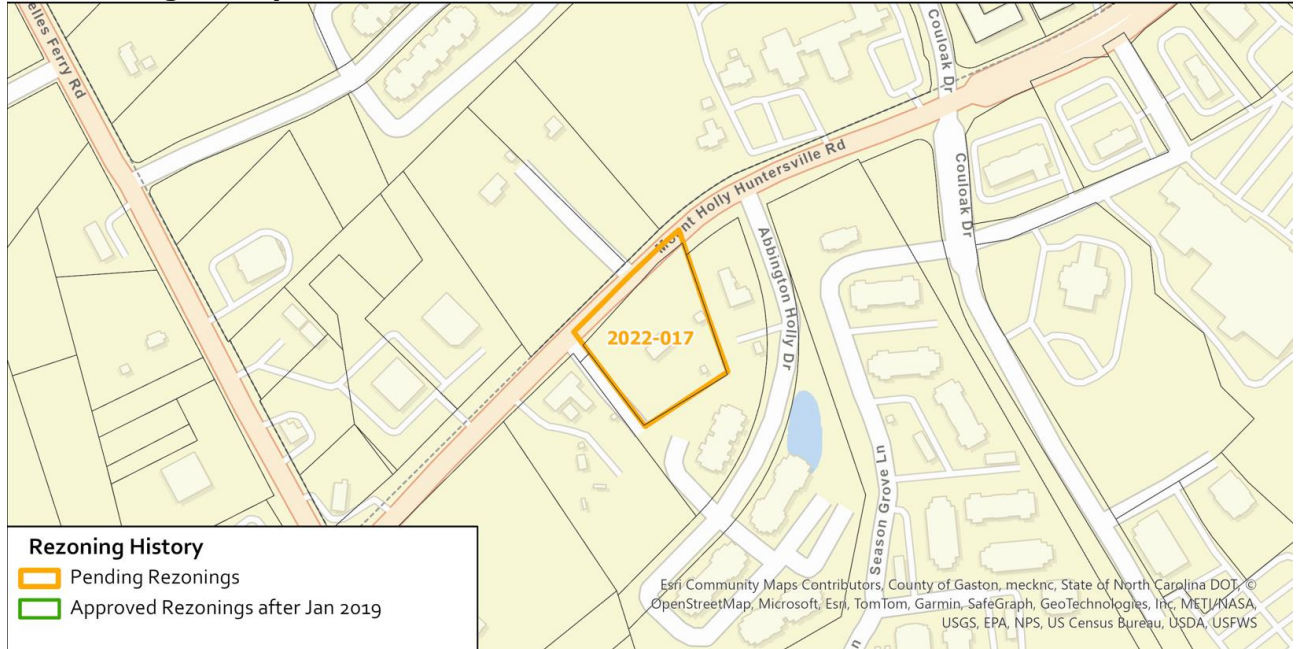 elles Ferry Rd
Couloak Dr
Mount Holly Huntersville Rd
Couloak Dr
Abbington Holly Dr
2022-017
Season Grove Ln
n
Rezoning History
Pending Rezonings
Approved Rezonings after Jan 2019
Esri Community Maps Contributors, County of Gaston, mecknc, State of North Carolina DOT, ©
OpenStreetMap, Microsoft, Esri, TomTom, Garmin, SafeGraph, GeoTechnologies, Inc, METI/NASA,
USGS, EPA, NPS, US Census Bureau, USDA, USFWS